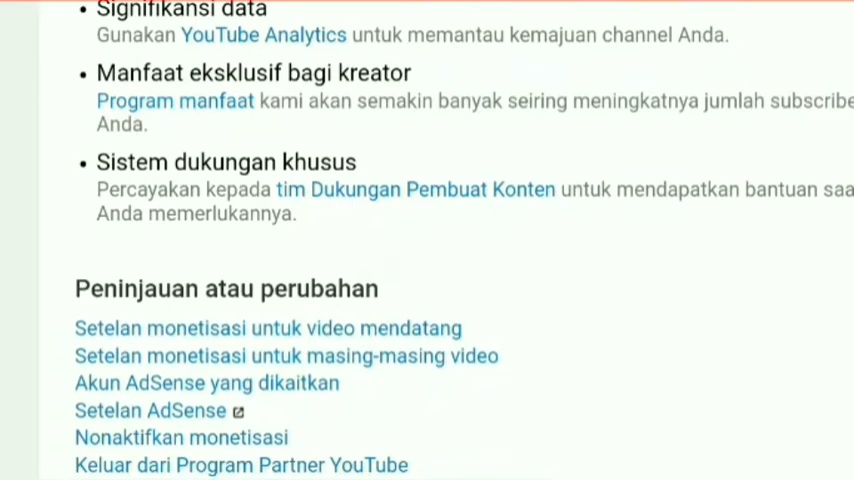 Signifikansi data
Gunakan YouTube Analytics untuk memantau kemajuan channel Anda.
Manfaat eksklusif bagi kreator
Program manfaat kami akan semakin banyak seiring meningkatnya jumlah subscribe
Anda.
Sistem dukungan khusus
Percayakan kepada tim Dukungan Pembuat Konten untuk mendapatkan bantuan saa
Anda memerlukannya.
Peninjauan atau perubahan
Setelan monetisasi untuk video mendatang
Setelan monetisasi untuk masing-masing video
Akun AdSense yang dikaitkan
Setelan AdSense
Nonaktifkan monetisasi
Keluar dari Program Partner YouTube